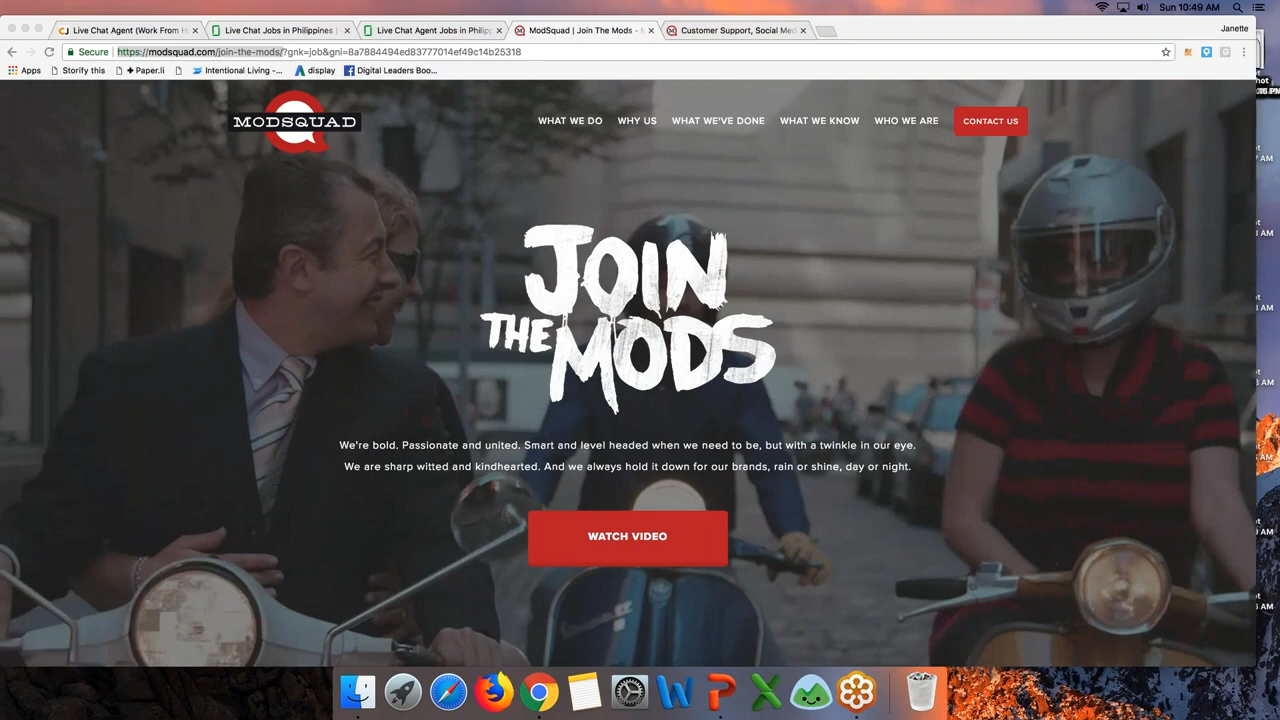 Sun 10:49 AM
Live Chat Agent (Work From H
Live Chat Jobs in Philippines |
Live Chat Agent Jobs in Philip
ModSquad | Join The Mods -
Customer Support, Social Med
Janette
Secure
https://modsquad.com/join-the-mods/?gnk=job&gni=8a7884494ed83777014ef49c14b25318
Apps
Storify this
Paper.li
Intentional Living -...
display
Digital Leaders Boo...
MODSQUAD
WHAT WE DO
WHY US
WHAT WE'VE DONE
WHAT WE KNOW
WHO WE ARE
CONTACT US
JOIN
THE MODS
We're bold. Passionate and united. Smart and level headed when we need to be, but with a twinkle in our eye.
We are sharp witted and kindhearted. And we always hold it down for our brands, rain or shine, day or night.
WATCH VIDEO